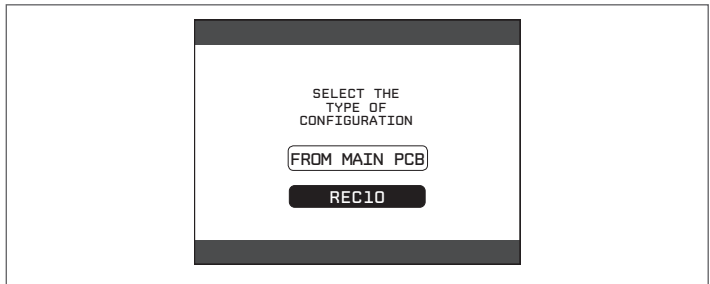 SELECT THE
TYPE OF
CONFIGURATION
FROM MAIN PCB
REC10